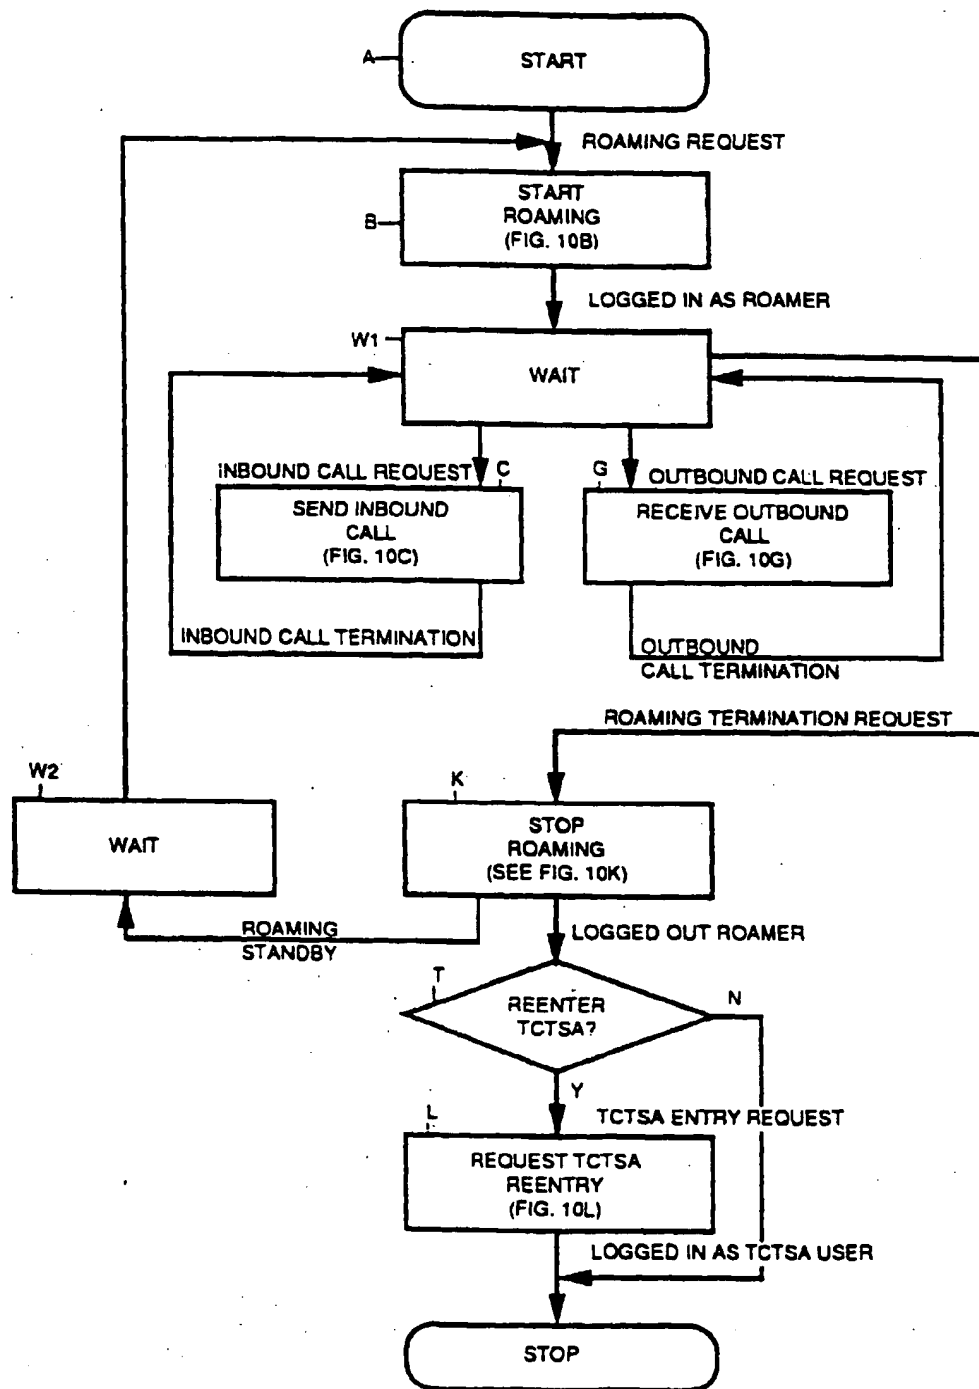 A
START
ROAMING REQUEST
B
START
ROAMING
(FIG. 10B)
LOGGED IN AS ROAMER
W1
WAIT
INBOUND CALL REQUEST
C
G
OUTBOUND CALL REQUEST
SEND INBOUND
CALL
(FIG. 10C)
RECEIVE OUTBOUND
CALL
(FIG. 10G)
INBOUND CALL TERMINATION
OUTBOUND
CALL TERMINATION
ROAMING TERMINATION REQUEST
W2
WAIT
K
STOP
ROAMING
(SEE FIG. 10K)
ROAMING
STANDBY
LOGGED OUT ROAMER
T
REENTER
TCTSA?
N
Y
L
TCTSA ENTRY REQUEST
REQUEST TCTSA
REENTRY
(FIG. 10L)
LOGGED IN AS TCTSA USER
STOP